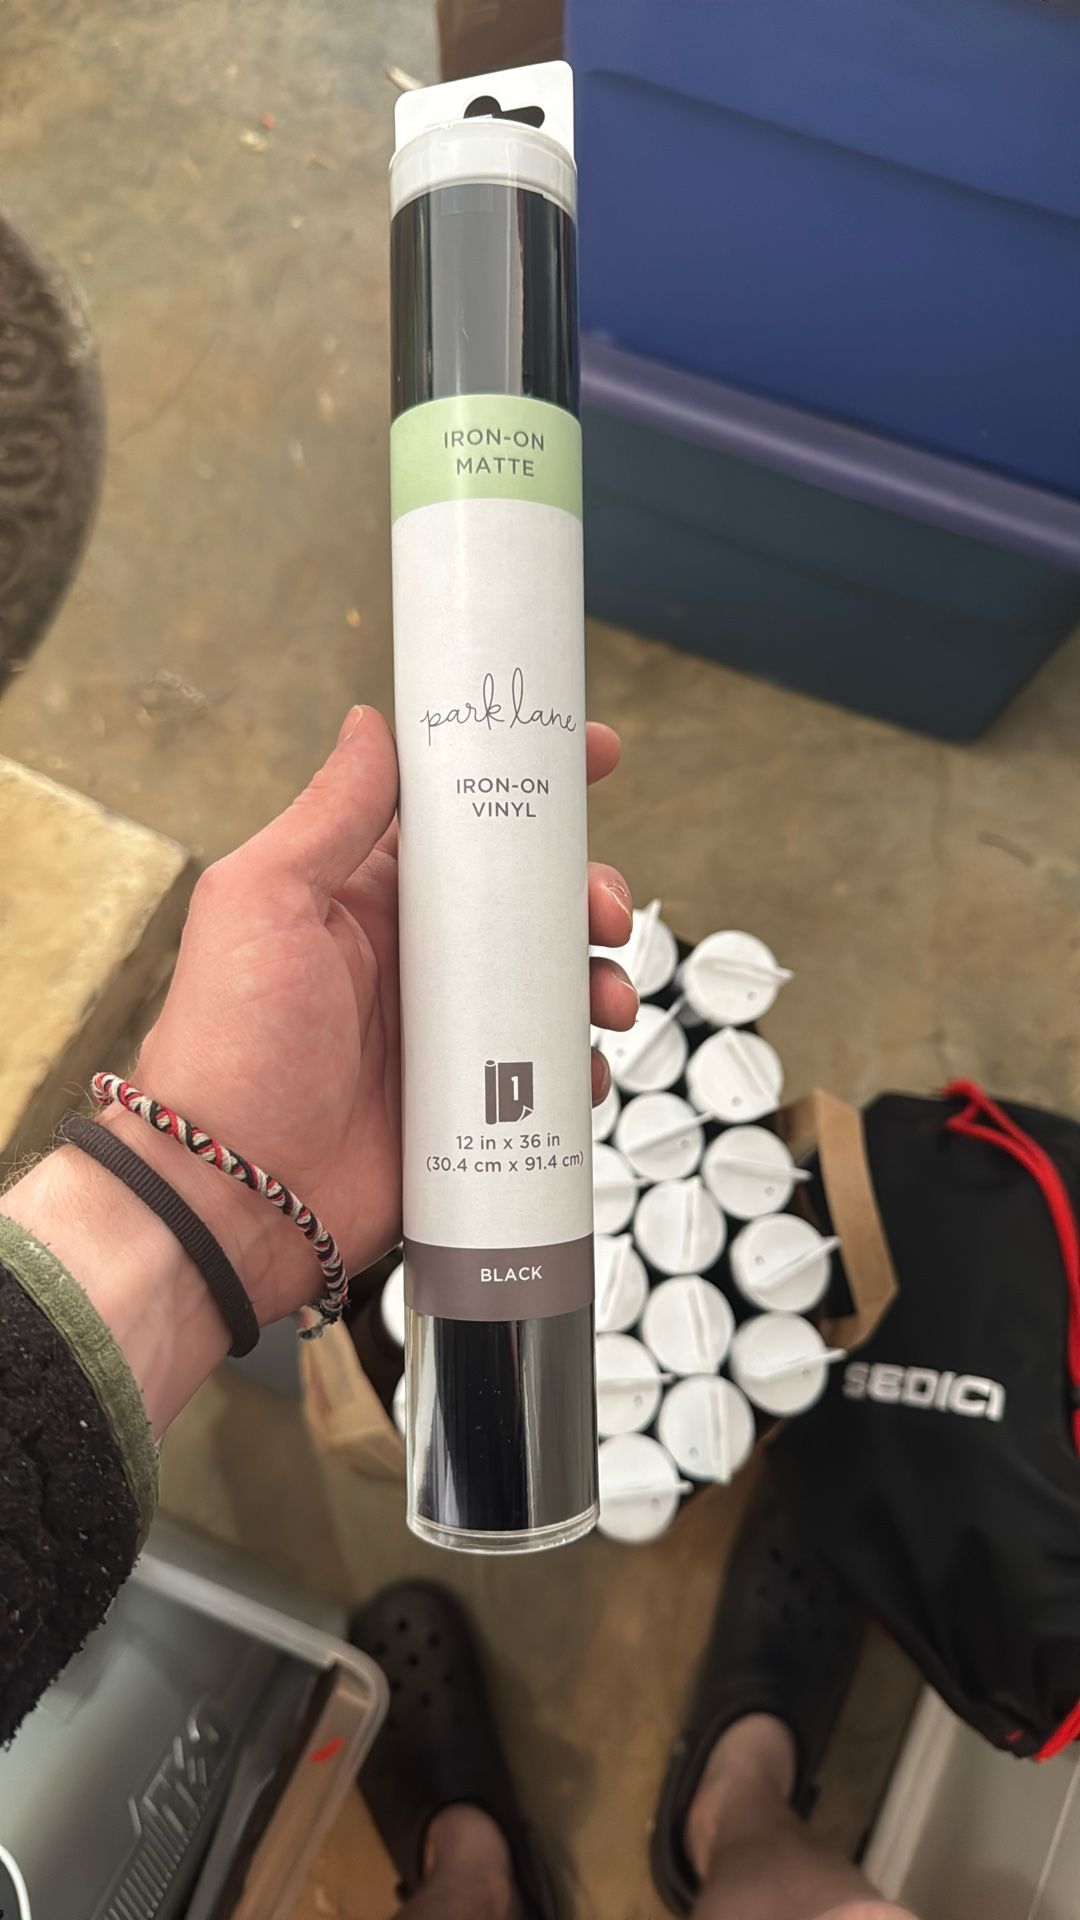 IRON-ON
MATTE
park lane
IRON-ON
VINYL
1
12 in x 36 in
(30.4 cm x 91.4 cm)
BLACK
SEDICI